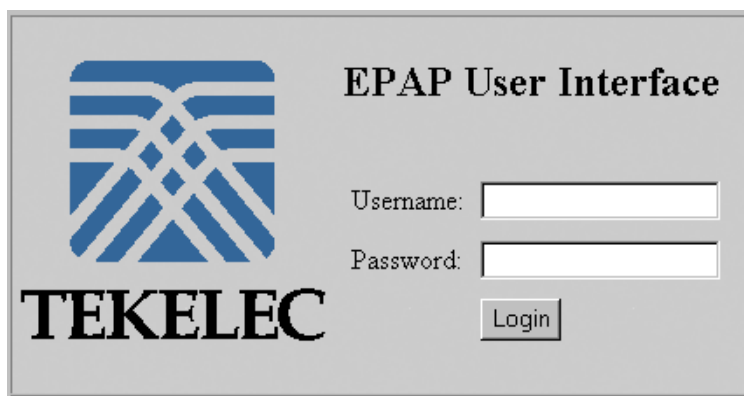 EPAP User Interface
Username:
Password:
TEKELEC
Login